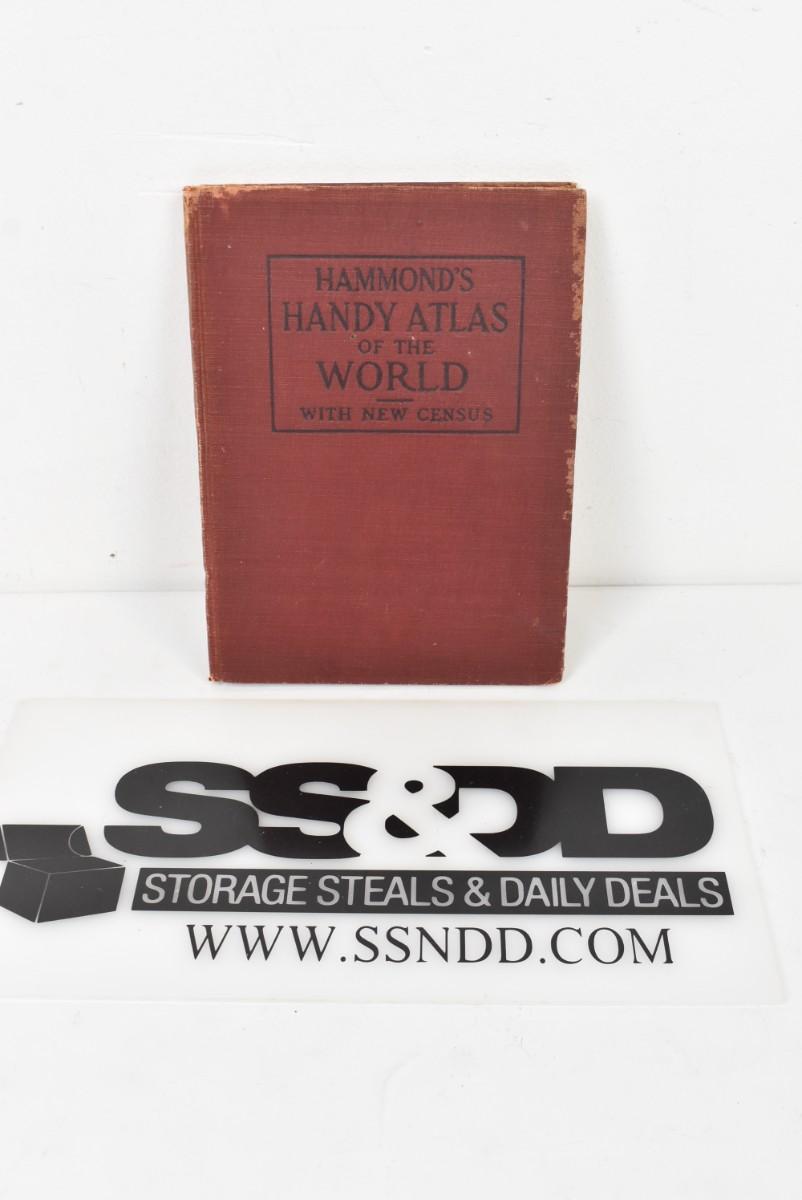 HAMMOND'S
HANDY ATLAS
OF THE
WORLD
WITH NEW CENSUS
SS&DD
STORAGE STEALS & DAILY DEALS
WWW.SSNDD.COM